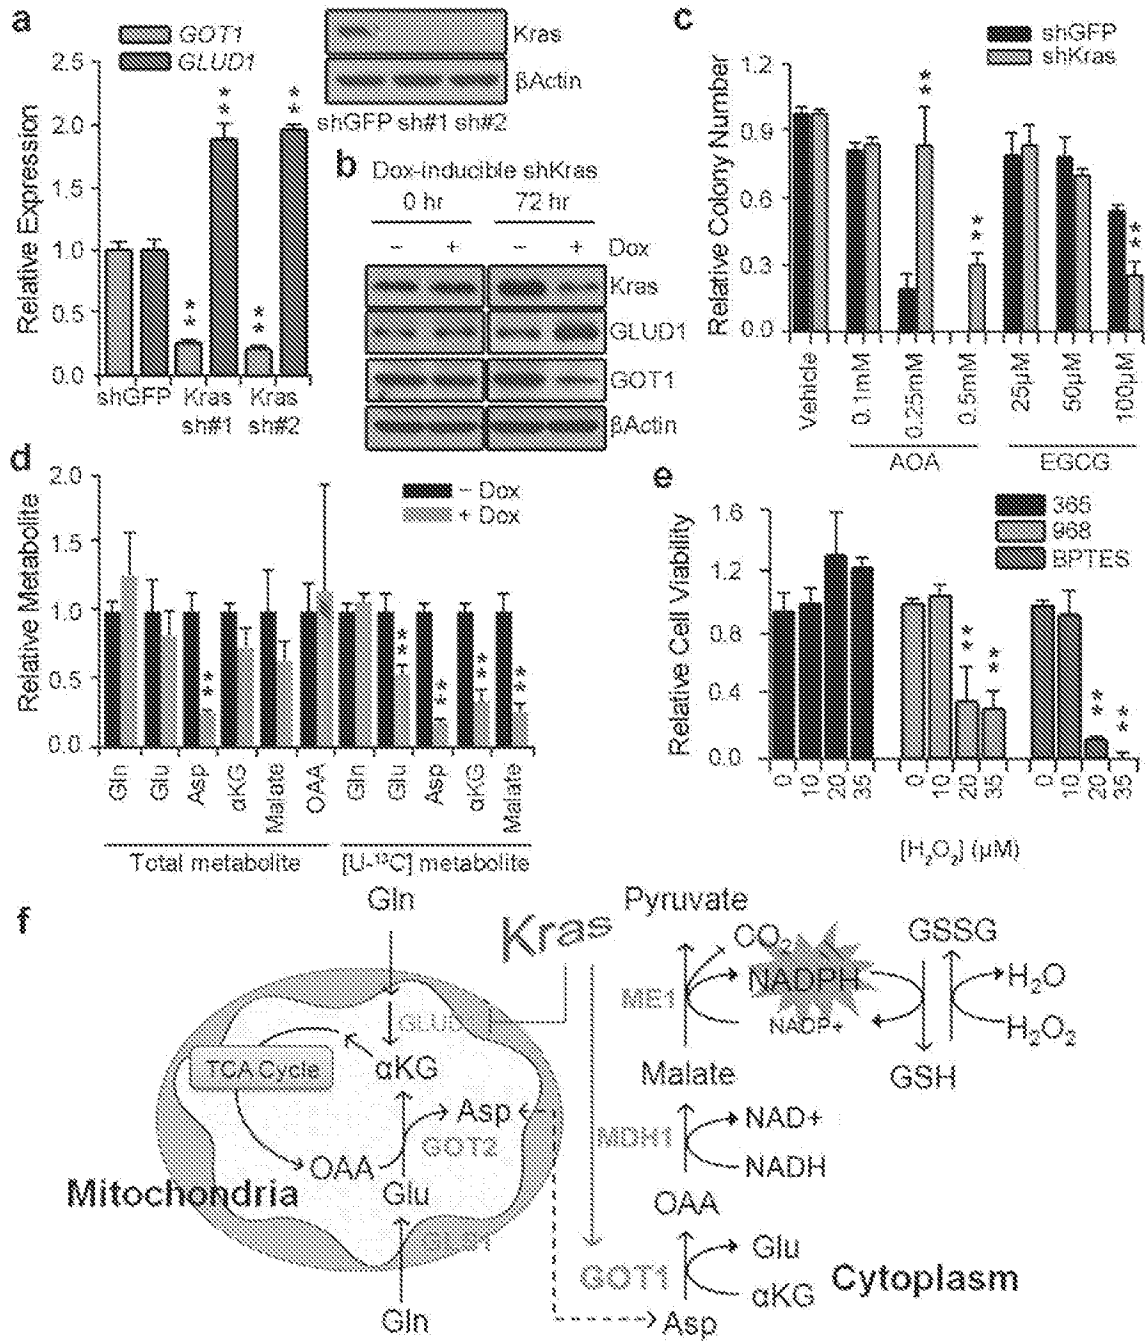 a
GOT1
GLUD1
Relative Expression
2.5
2.0
1.5
1.0
0.5
0.0
**
**
**
**
shGFP
Kras sh#1
Kras sh#2
Kras
βActin
shGFP sh#1 sh#2
b
Dox-inducible shKras
0 hr
72 hr
– + – + Dox
Kras
GLUD1
GOT1
βActin
c
shGFP
shKras
Relative Colony Number
1.2
0.9
0.6
0.3
0.0
**
**
**
Vehicle
0.1mM
0.25mM
0.5mM
25µM
50µM
100µM
AOA
EGCG
d
– Dox
+ Dox
Relative Metabolite
2.0
1.5
1.0
0.5
0.0
**
**
**
**
**
Gln
Glu
Asp
αKG
Malate
OAA
Gln
Glu
Asp
αKG
Malate
Total metabolite
[U-¹³C] metabolite
e
365
968
BPTES
Relative Cell Viability
1.6
1.2
0.8
0.4
0.0
**
**
**
**
0
10
20
35
0
10
20
35
0
10
20
35
[H₂O₂] (µM)
f
Gln
Kras
Pyruvate
CO₂
GSSG
ME1
NADPH
NADP+
H₂O
H₂O₂
GSH
TCA Cycle
αKG
Malate
Asp
GOT2
OAA
Glu
Mitochondria
MDH1
NAD+
NADH
OAA
GOT1
Glu
αKG
Cytoplasm
Gln
Asp